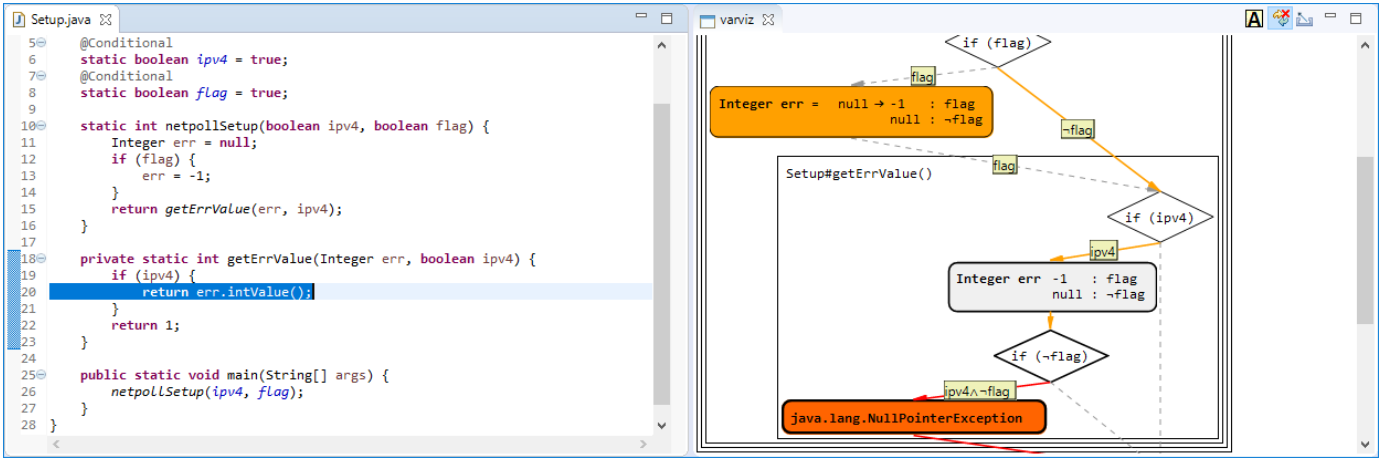 Setup.java
5 @Conditional
6 static boolean ipv4 = true;
7 @Conditional
8 static boolean flag = true;
9
10 static int netpollSetup(boolean ipv4, boolean flag) {
11 Integer err = null;
12 if (flag) {
13 err = -1;
14 }
15 return getErrValue(err, ipv4);
16 }
17
18 private static int getErrValue(Integer err, boolean ipv4) {
19 if (ipv4) {
20 return err.intValue();
21 }
22 return 1;
23 }
24
25 public static void main(String[] args) {
26 netpollSetup(ipv4, flag);
27 }
28 }
varviz
A
if (flag)
flag
Integer err = null → -1 : flag
null : ¬flag
¬flag
flag
Setup#getErrValue()
if (ipv4)
ipv4
Integer err -1 : flag
null : ¬flag
if (¬flag)
ipv4∧¬flag
java.lang.NullPointerException